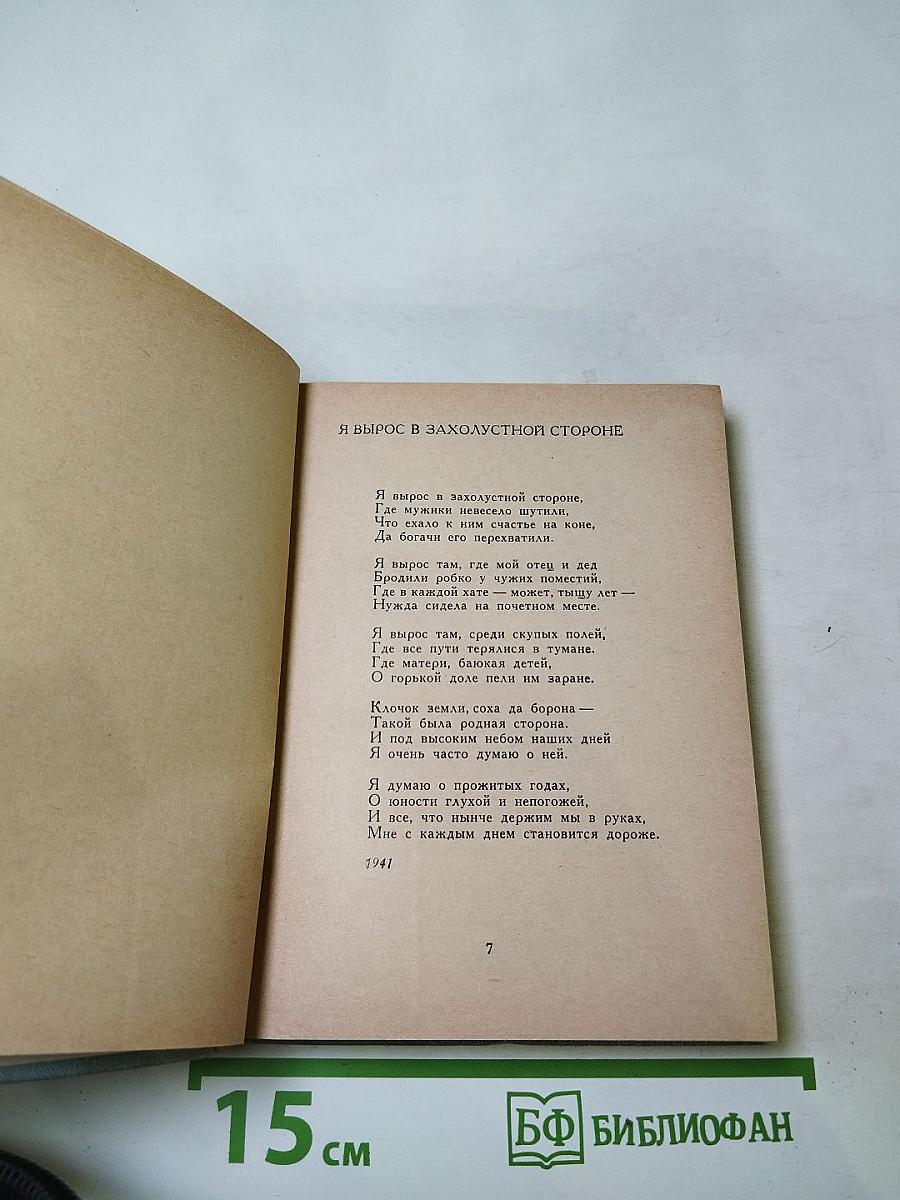 Я ВЫРОС В ЗАХОЛУСТНОЙ СТОРОНЕ
Я вырос в захолустной стороне,
Где мужики невесело шутили,
Что ехало к ним счастье на коне,
Да богачи его перехватили.
Я вырос там, где мой отец и дед
Бродили робко у чужих поместий,
Где в каждой хате — может, тыщу лет —
Нужда сидела на почетном месте.
Я вырос там, среди скупых полей,
Где все пути терялися в тумане.
Где матери, баюкая детей,
О горькой доле пели им заране.
Клочок земли, соха да борона —
Такой была родная сторона.
И под высоким небом наших дней
Я очень часто думаю о ней.
Я думаю о прожитых годах,
О юности глухой и непогожей,
И все, что нынче держим мы в руках,
Мне с каждым днем становится дороже.
1941
7
15 см
БФ БИБЛИОФАН